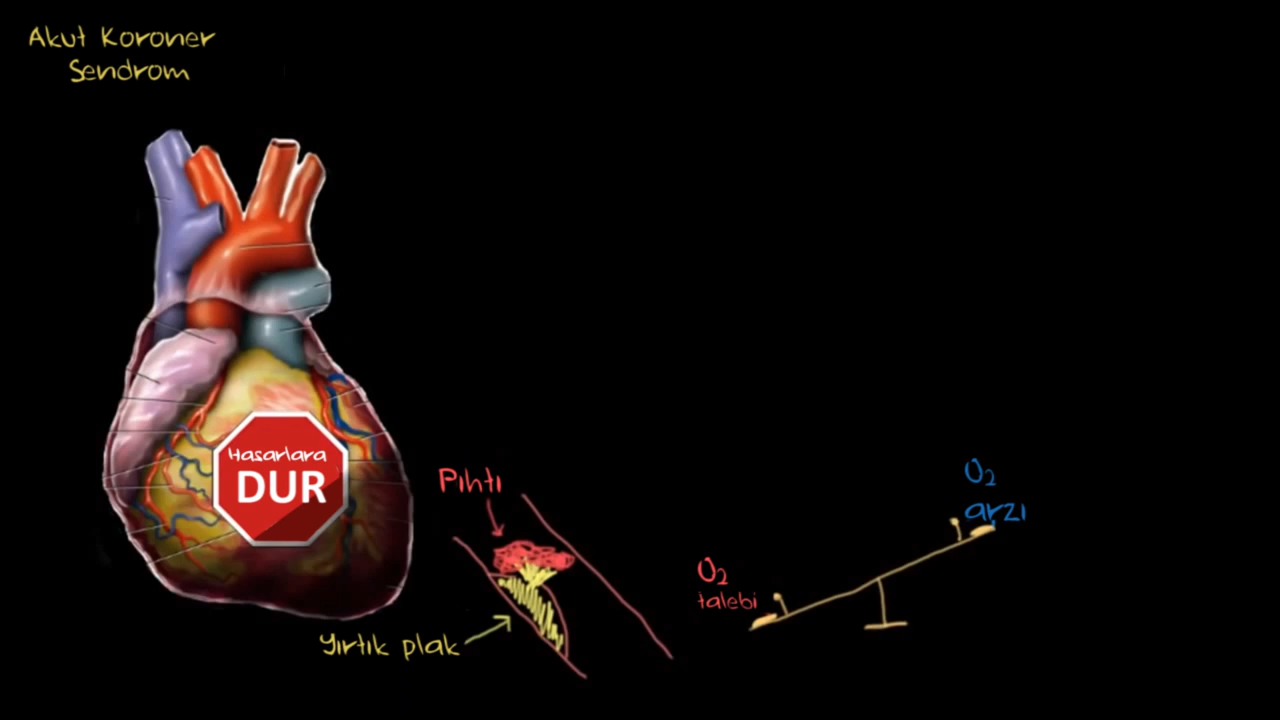 Akut Koroner
Sendrom
Hasarlara
DUR
Pıhtı
Yırtık plak
O2
talebi
O2
arzı